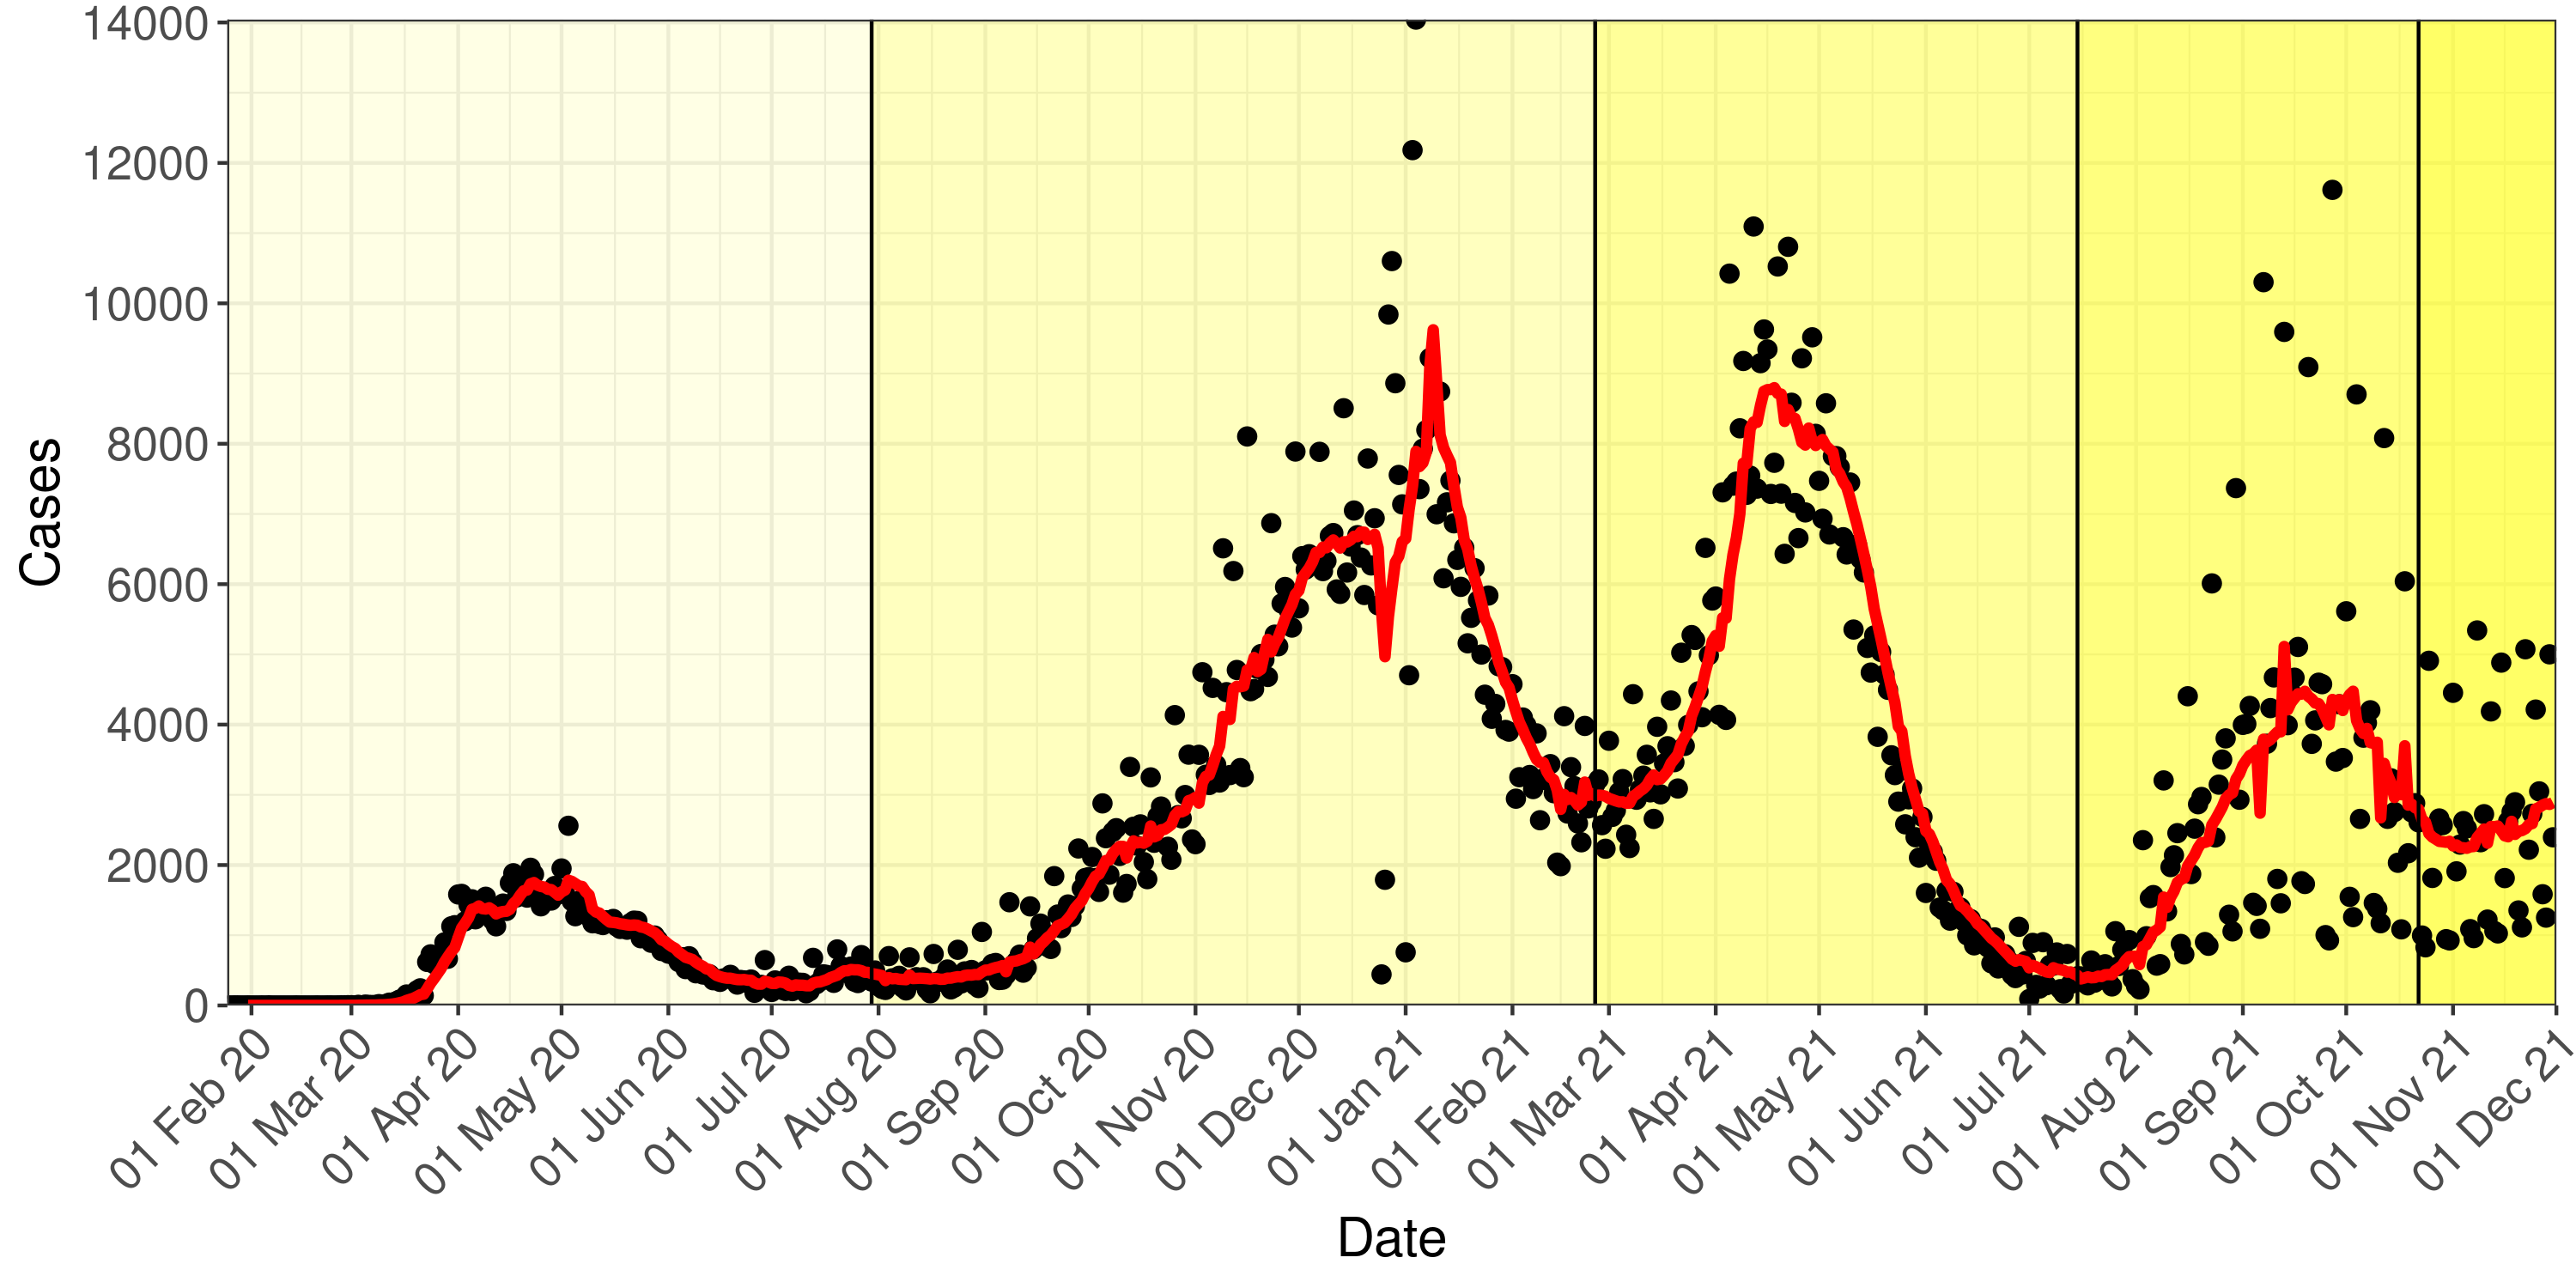 14000
12000
10000
8000
6000
4000
2000
0
Cases
01 Feb 20
01 Mar 20
01 Apr 20
01 May 20
01 Jun 20
01 Jul 20
01 Aug 20
01 Sep 20
01 Oct 20
01 Nov 20
01 Dec 20
01 Jan 21
01 Feb 21
01 Mar 21
01 Apr 21
01 May 21
01 Jun 21
01 Jul 21
01 Aug 21
01 Sep 21
01 Oct 21
01 Nov 21
01 Dec 21
Date